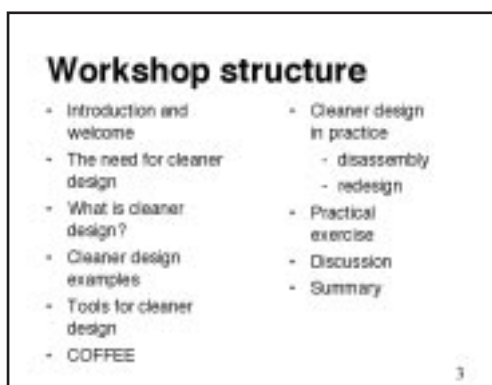 Workshop structure
- Introduction and
welcome
- The need for cleaner
design
- What is cleaner
design?
- Cleaner design
examples
- Tools for cleaner
design
- COFFEE
- Cleaner design
in practice
- disassembly
- redesign
- Practical
exercise
- Discussion
- Summary
3